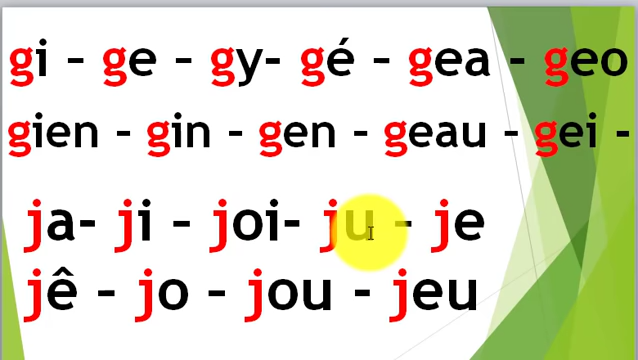 gi - ge - gy- gé - gea - geo
gien - gin - gen - geau - gei -
ja- ji - joi- ju - je
jê - jo - jou - jeu